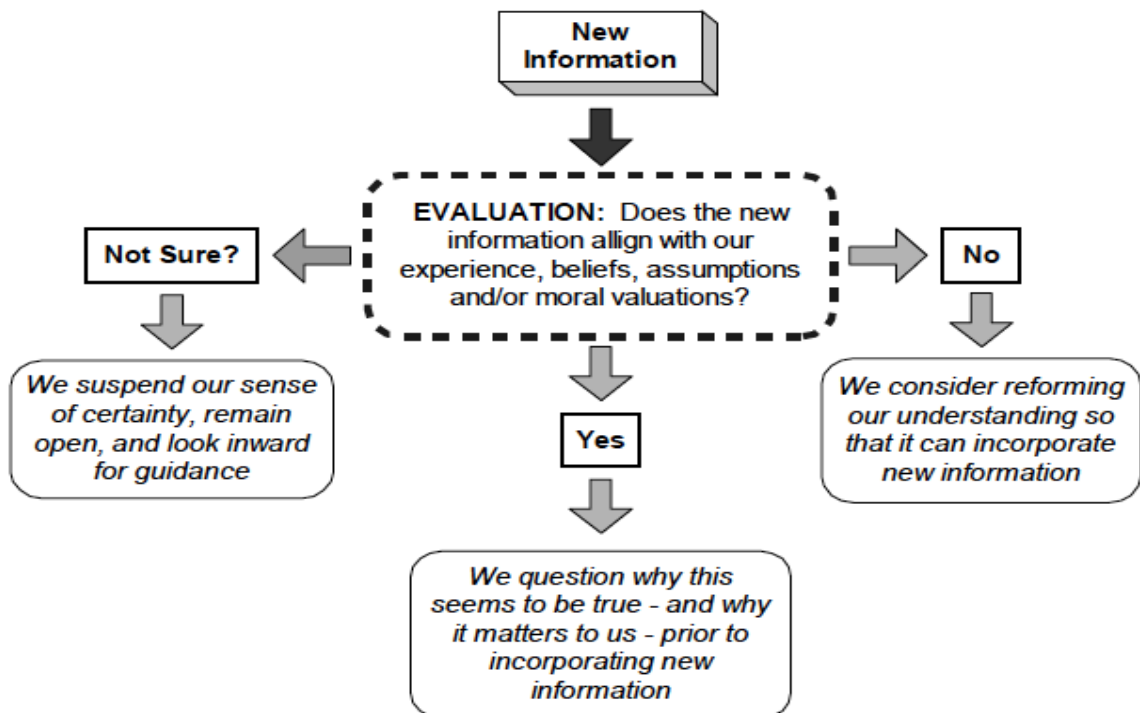 New
Information
EVALUATION: Does the new
information allign with our
experience, beliefs, assumptions
and/or moral valuations?
Not Sure?
No
We suspend our sense
of certainty, remain
open, and look inward
for guidance
Yes
We consider reforming
our understanding so
that it can incorporate
new information
We question why this
seems to be true - and why
it matters to us - prior to
incorporating new
information